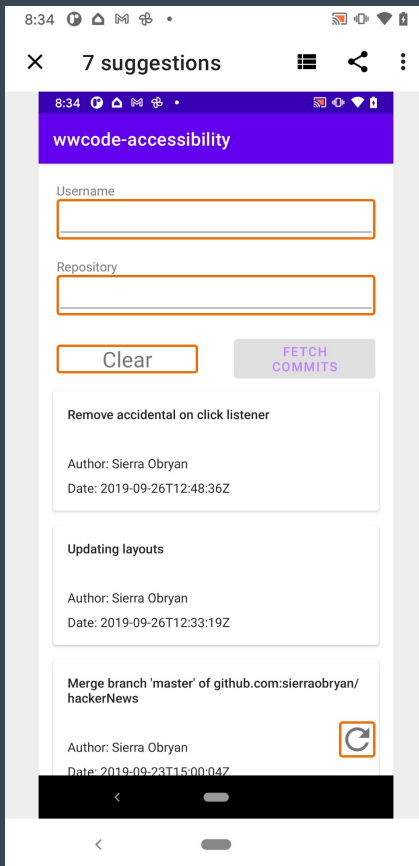 8:34
7 suggestions
8:34
wwcode-accessibility
Username
Repository
Clear
FETCH
COMMITS
Remove accidental on click listener
Author: Sierra Obryan
Date: 2019-09-26T12:48:36Z
Updating layouts
Author: Sierra Obryan
Date: 2019-09-26T12:33:19Z
Merge branch 'master' of github.com:sierraobryan/
hackerNews
Author: Sierra Obryan
Date: 2019-09-23T15:00:04Z